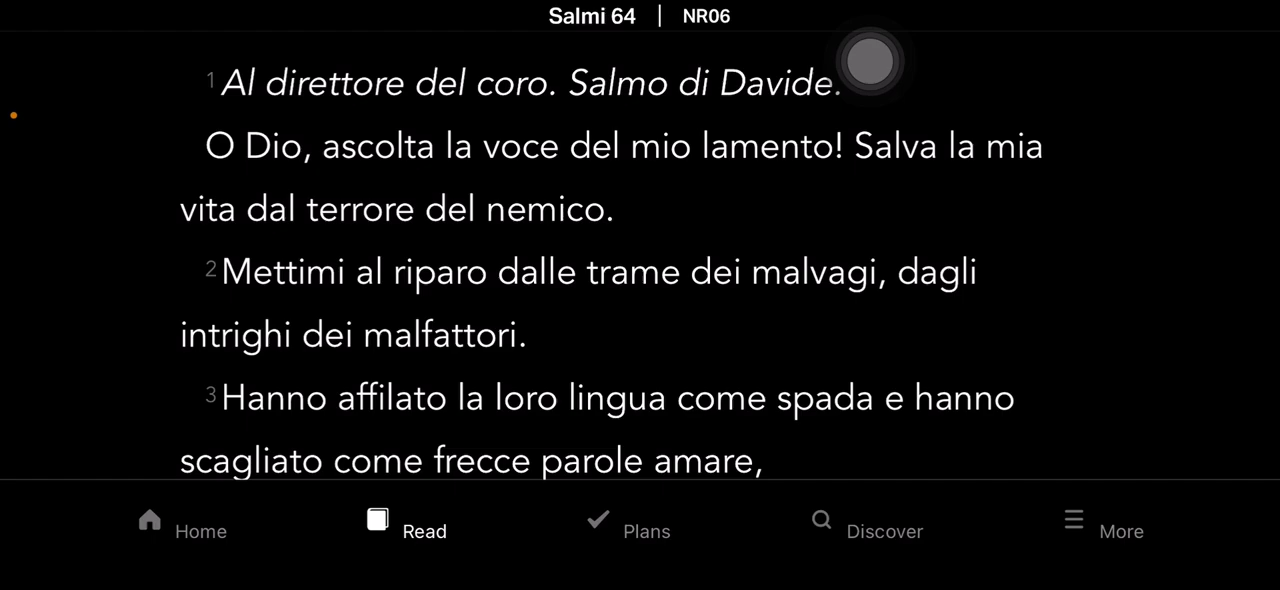 Salmi 64 | NR06
1 Al direttore del coro. Salmo di Davide.
O Dio, ascolta la voce del mio lamento! Salva la mia
vita dal terrore del nemico.
2 Mettimi al riparo dalle trame dei malvagi, dagli
intrighi dei malfattori.
3 Hanno affilato la loro lingua come spada e hanno
scagliato come frecce parole amare,
Home Read Plans Discover More